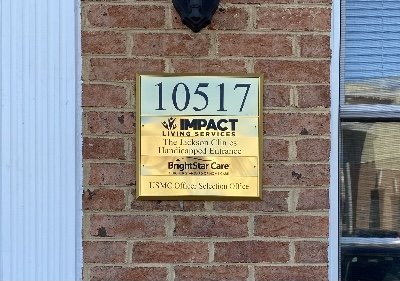 10517
IMPACT
LIVING SERVICES
The Jackson Clinics
Handicapped Entrance
BrightStar Care
USMC Officer Selection Office